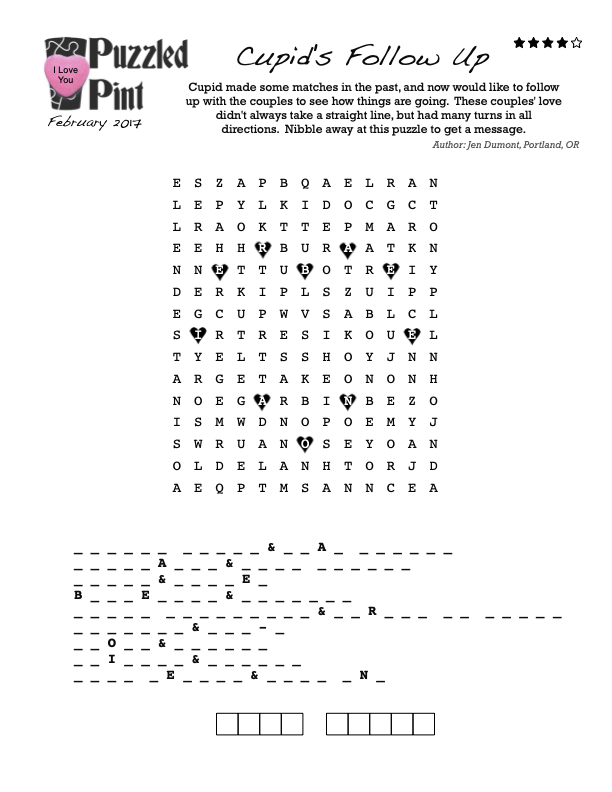 Puzzled
Pint
I Love
You
February 2017
Cupid's Follow Up
Cupid made some matches in the past, and now would like to follow
up with the couples to see how things are going. These couples' love
didn't always take a straight line, but had many turns in all
directions. Nibble away at this puzzle to get a message.
Author: Jen Dumont, Portland, OR
E S Z A P B Q A E L R A N
L E P Y L K I D O C G C T
L R A O K T T E P M A R O
E E H H R B U R A A T K N
N N E T T U B O T R E I Y
D E R K I P L S Z U I P P
E G C U P W V S A B L C L
S I R T R E S I K O U E L
T Y E L T S S H O Y J N N
A R G E T A K E O N O N H
N O E G A R B I N B E Z O
I S M W D N O P O E M Y J
S W R U A N O S E Y O A N
O L D E L A N H T O R J D
A E Q P T M S A N N C E A
_ _ _ _ _ _ _ _ _ _ _ & _ _ A _ _ _ _ _ _ _
_ _ _ _ _ A _ _ _ & _ _ _ _ _ _ _ _ _ _
_ _ _ _ _ & _ _ _ _ E _
B _ _ _ E _ _ _ _ & _ _ _ _ _ _ _
_ _ _ _ _ _ _ _ _ _ _ _ _ & _ _ R _ _ _ _ _ _ _ _ _ _
_ _ _ _ _ _ _ & _ _ _ - _
_ _ O _ _ & _ _ _ _ _ _
_ _ I _ _ _ _ & _ _ _ _ _ _
_ _ _ _ _ E _ _ _ _ & _ _ _ _ _ N _